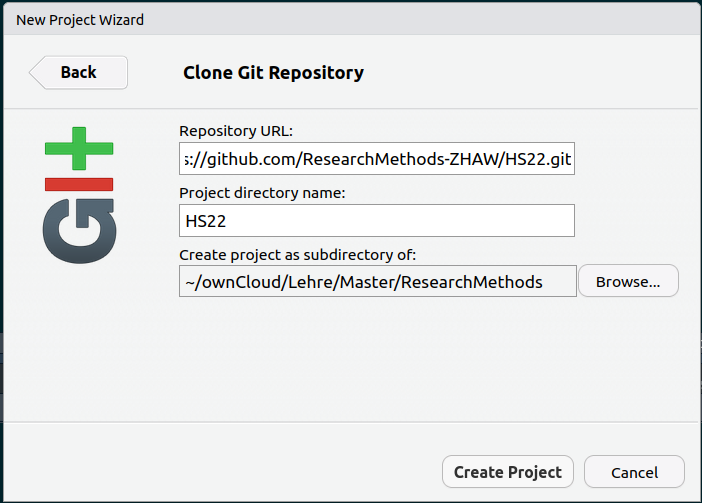 New Project Wizard
Back
Clone Git Repository
Repository URL:
s://github.com/ResearchMethods-ZHAW/HS22.git
Project directory name:
HS22
Create project as subdirectory of:
~/ownCloud/Lehre/Master/ResearchMethods
Browse...
Create Project
Cancel